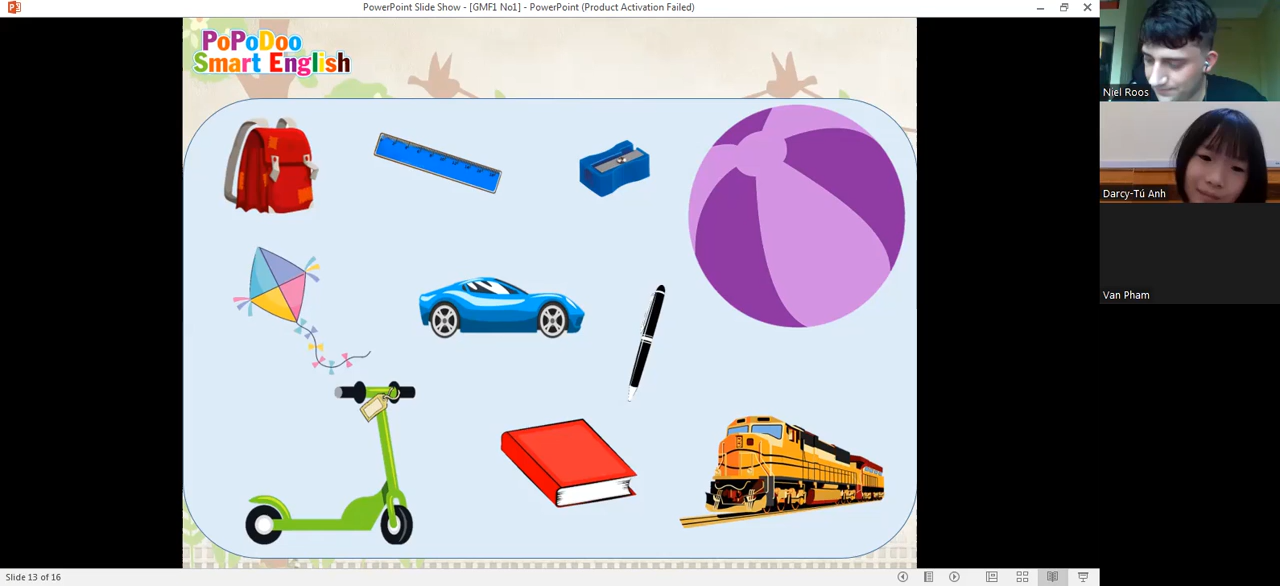 PowerPoint Slide Show - [GMF1 No1] - PowerPoint (Product Activation Failed)
PoPoDoo
Smart English
Niel Roos
Darcy-Tú Anh
Van Pham
Slide 13 of 16